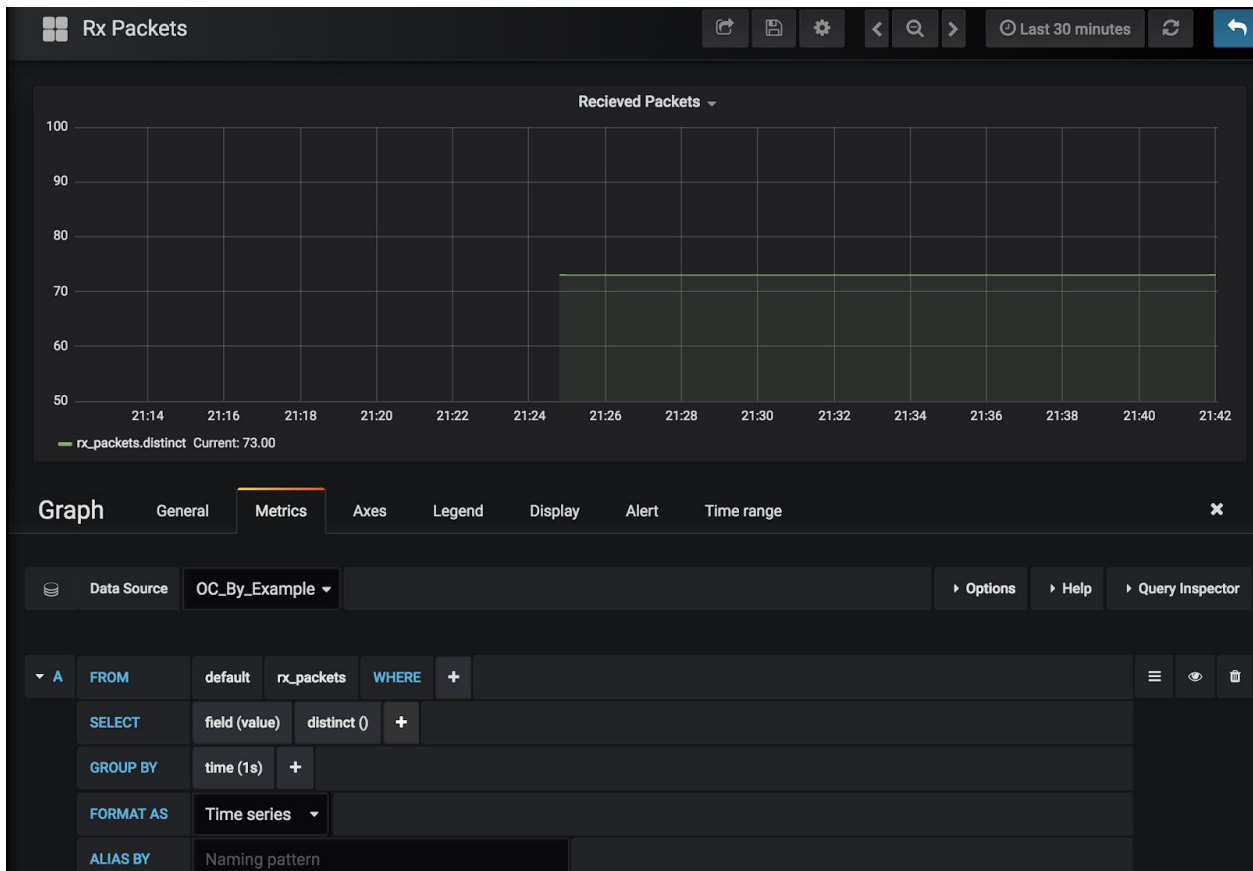 Rx Packets Last 30 minutes
Recieved Packets
100
90
80
70
60
50
21:14 21:16 21:18 21:20 21:22 21:24 21:26 21:28 21:30 21:32 21:34 21:36 21:38 21:40 21:42
rx_packets.distinct Current: 73.00
Graph General Metrics Axes Legend Display Alert Time range
Data Source OC_By_Example Options Help Query Inspector
A FROM default rx_packets WHERE +
SELECT field (value) distinct () +
GROUP BY time (1s) +
FORMAT AS Time series
ALIAS BY Naming pattern